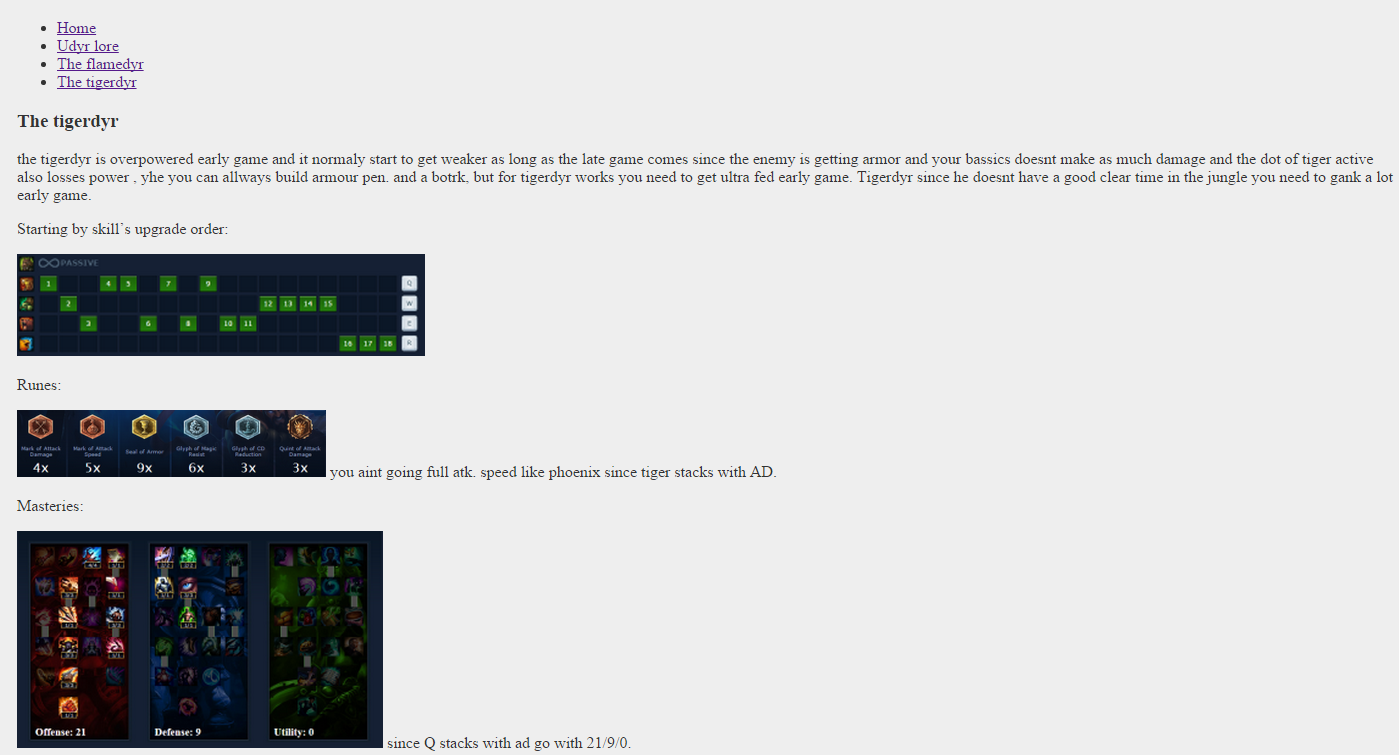 Home
Udyr lore
The flamedyr
The tigerdyr
The tigerdyr
the tigerdyr is overpowered early game and it normaly start to get weaker as long as the late game comes since the enemy is getting armor and your bassics doesnt make as much damage and the dot of tiger active
also losses power , yhe you can allways build armour pen. and a botrk, but for tigerdyr works you need to get ultra fed early game. Tigerdyr since he doesnt have a good clear time in the jungle you need to gank a lot
early game.
Starting by skill`s upgrade order:
PASSIVE
1 4 5 7 9 Q
2 12 13 14 15 W
3 6 8 10 11 E
16 17 18 R
Runes:
Mark of Attack Damage Mark of Attack Speed Seal of Armor Glyph of Magic Resist Glyph of CD Reduction Quint of Attack Damage
4x 5x 9x 6x 3x 3x
you aint going full atk. speed like phoenix since tiger stacks with AD.
Masteries:
Offense: 21 Defense: 9 Utility: 0
since Q stacks with ad go with 21/9/0.